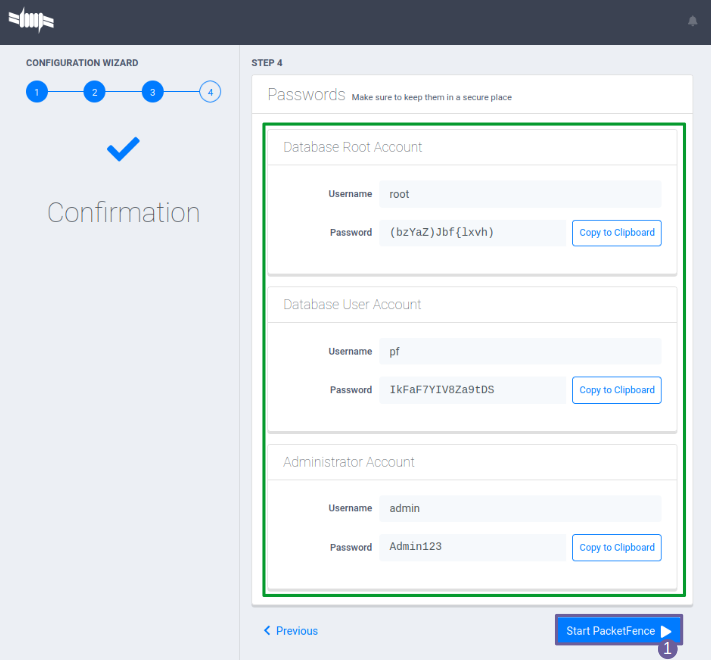 CONFIGURATION WIZARD
1 2 3 4
Confirmation
STEP 4
Passwords Make sure to keep them in a secure place
Database Root Account
Username root
Password (bzYaZ)Jbf{lxvh) Copy to Clipboard
Database User Account
Username pf
Password IkFaF7YIV8Za9tDS Copy to Clipboard
Administrator Account
Username admin
Password Admin123 Copy to Clipboard
Previous Start PacketFence
1